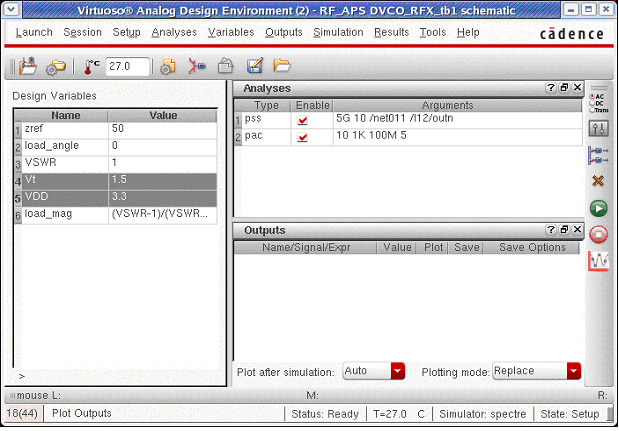 Virtuoso® Analog Design Environment (2) - RF_APS DVCO_RFX_tb1 schematic
Launch Session Setup Analyses Variables Outputs Simulation Results Tools Help
cādence
°C 27.0
Design Variables
Name Value
1 zref 50
2 load_angle 0
3 VSWR 1
4 Vt 1.5
5 VDD 3.3
6 load_mag (VSWR-1)/(VSWR...
>
Analyses
Type Enable Arguments
1 pss 5G 10 /net011 /I12/outn
2 pac 10 1K 100M 5
Outputs
Name/Signal/Expr Value Plot Save Save Options
Plot after simulation: Auto Plotting mode: Replace
AC
DC
Trans
mouse L: M: R:
18(44) Plot Outputs Status: Ready T=27.0 C Simulator: spectre State: Setup